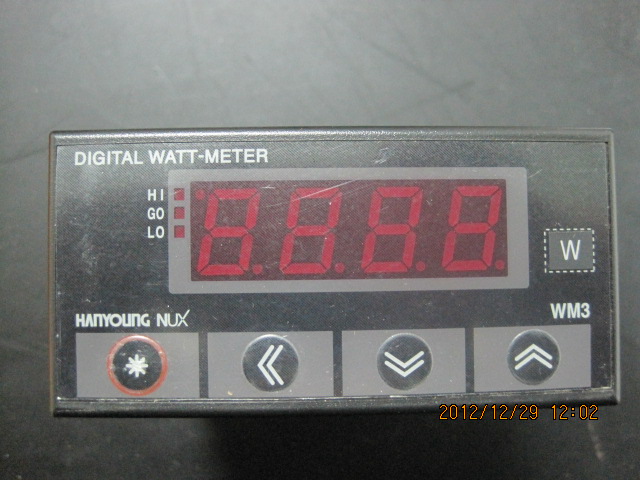 DIGITAL WATT-METER
HI
GO
LO
8.8.8.8.
W
HANYOUNG NUX
WM3
2012/12/29 12:02